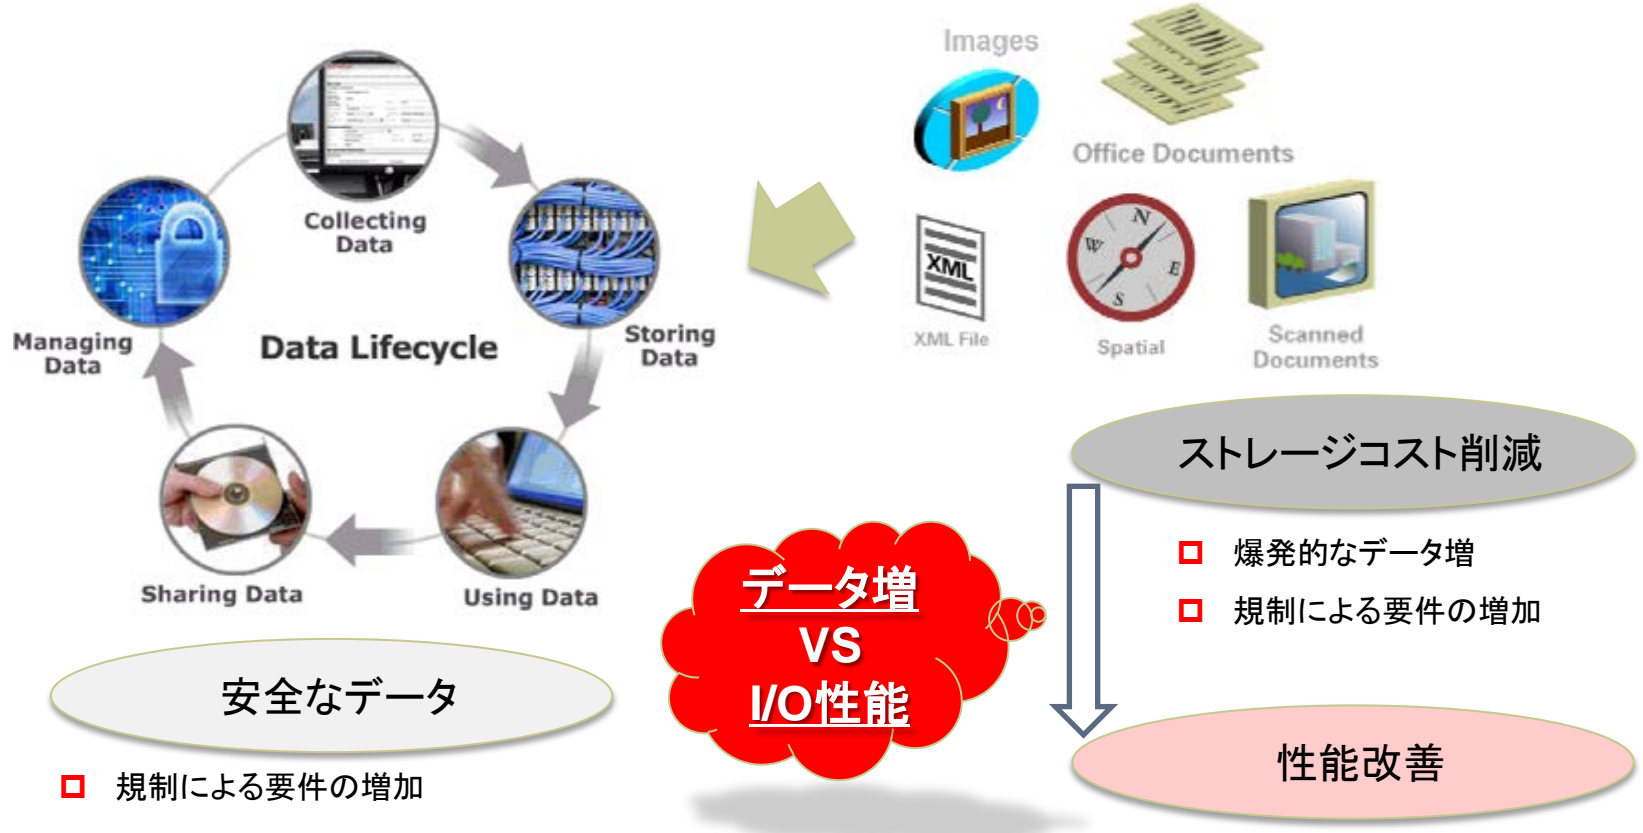 Images
Office Documents
Collecting
Data
XML
XML File
N
W
E
S
Spatial
Scanned
Documents
Managing
Data
Data Lifecycle
Storing
Data
Sharing Data
Using Data
ストレージコスト削減
爆発的なデータ増
規制による要件の増加
データ増
VS
I/O性能
安全なデータ
規制による要件の増加
性能改善